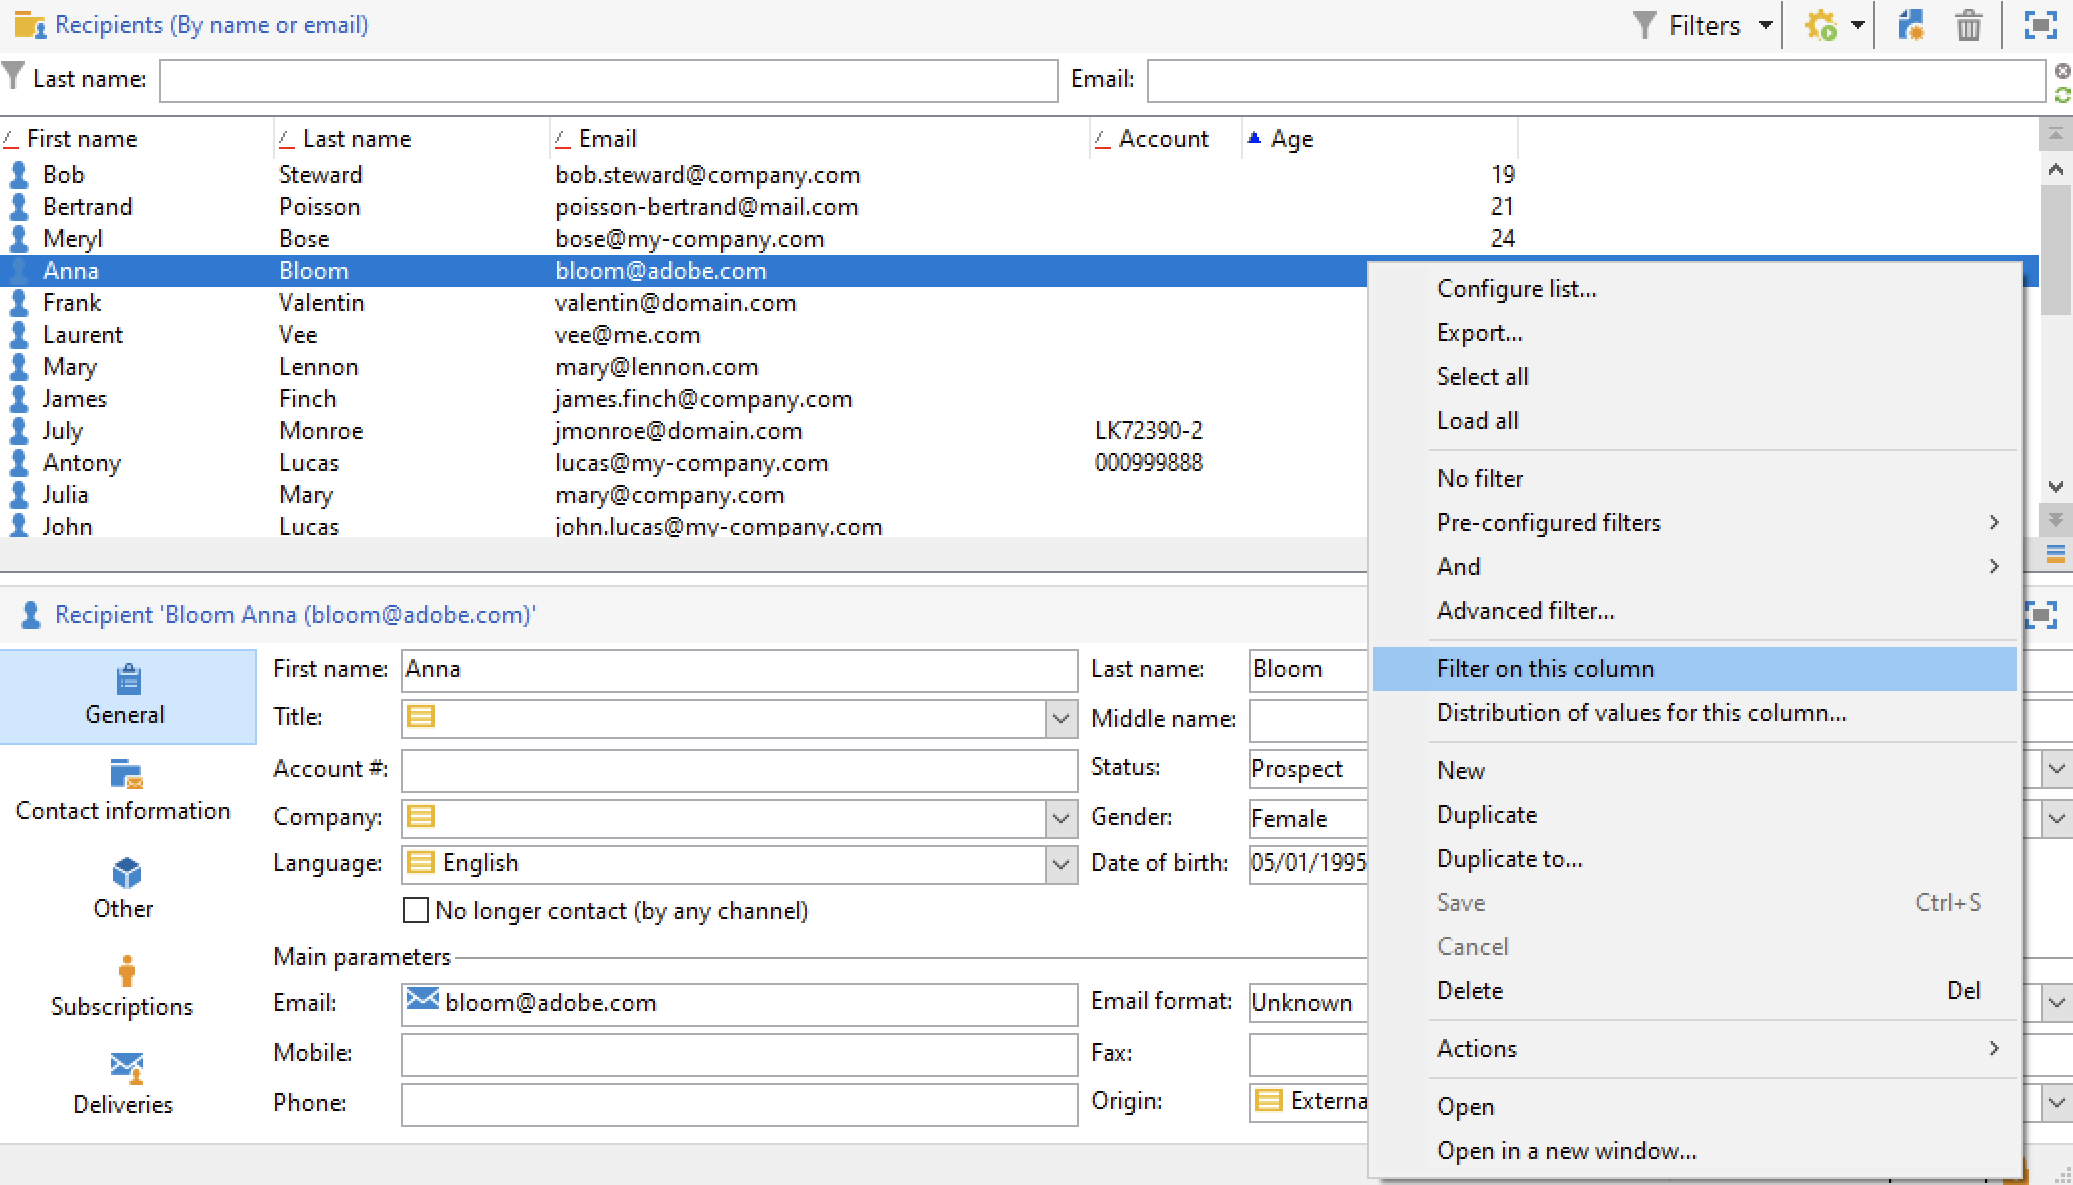 Recipients (By name or email)
Filters
Last name:
Email:
First name Last name Email Account Age
Bob Steward bob.steward@company.com 19
Bertrand Poisson poisson-bertrand@mail.com 21
Meryl Bose bose@my-company.com 24
Anna Bloom bloom@adobe.com
Frank Valentin valentin@domain.com
Laurent Vee vee@me.com
Mary Lennon mary@lennon.com
James Finch james.finch@company.com
July Monroe jmonroe@domain.com LK72390-2
Antony Lucas lucas@my-company.com 000999888
Julia Mary mary@company.com
John Lucas john.lucas@my-company.com
Configure list...
Export...
Select all
Load all
No filter
Pre-configured filters
And
Advanced filter...
Filter on this column
Distribution of values for this column...
New
Duplicate
Duplicate to...
Save Ctrl+S
Cancel
Delete Del
Actions
Open
Open in a new window...
Recipient 'Bloom Anna (bloom@adobe.com)'
General
Contact information
Other
Subscriptions
Deliveries
First name: Anna Last name: Bloom
Title: Middle name:
Account #: Status: Prospect
Company: Gender: Female
Language: English Date of birth: 05/01/1995
No longer contact (by any channel)
Main parameters
Email: bloom@adobe.com Email format: Unknown
Mobile: Fax:
Phone: Origin: Externa